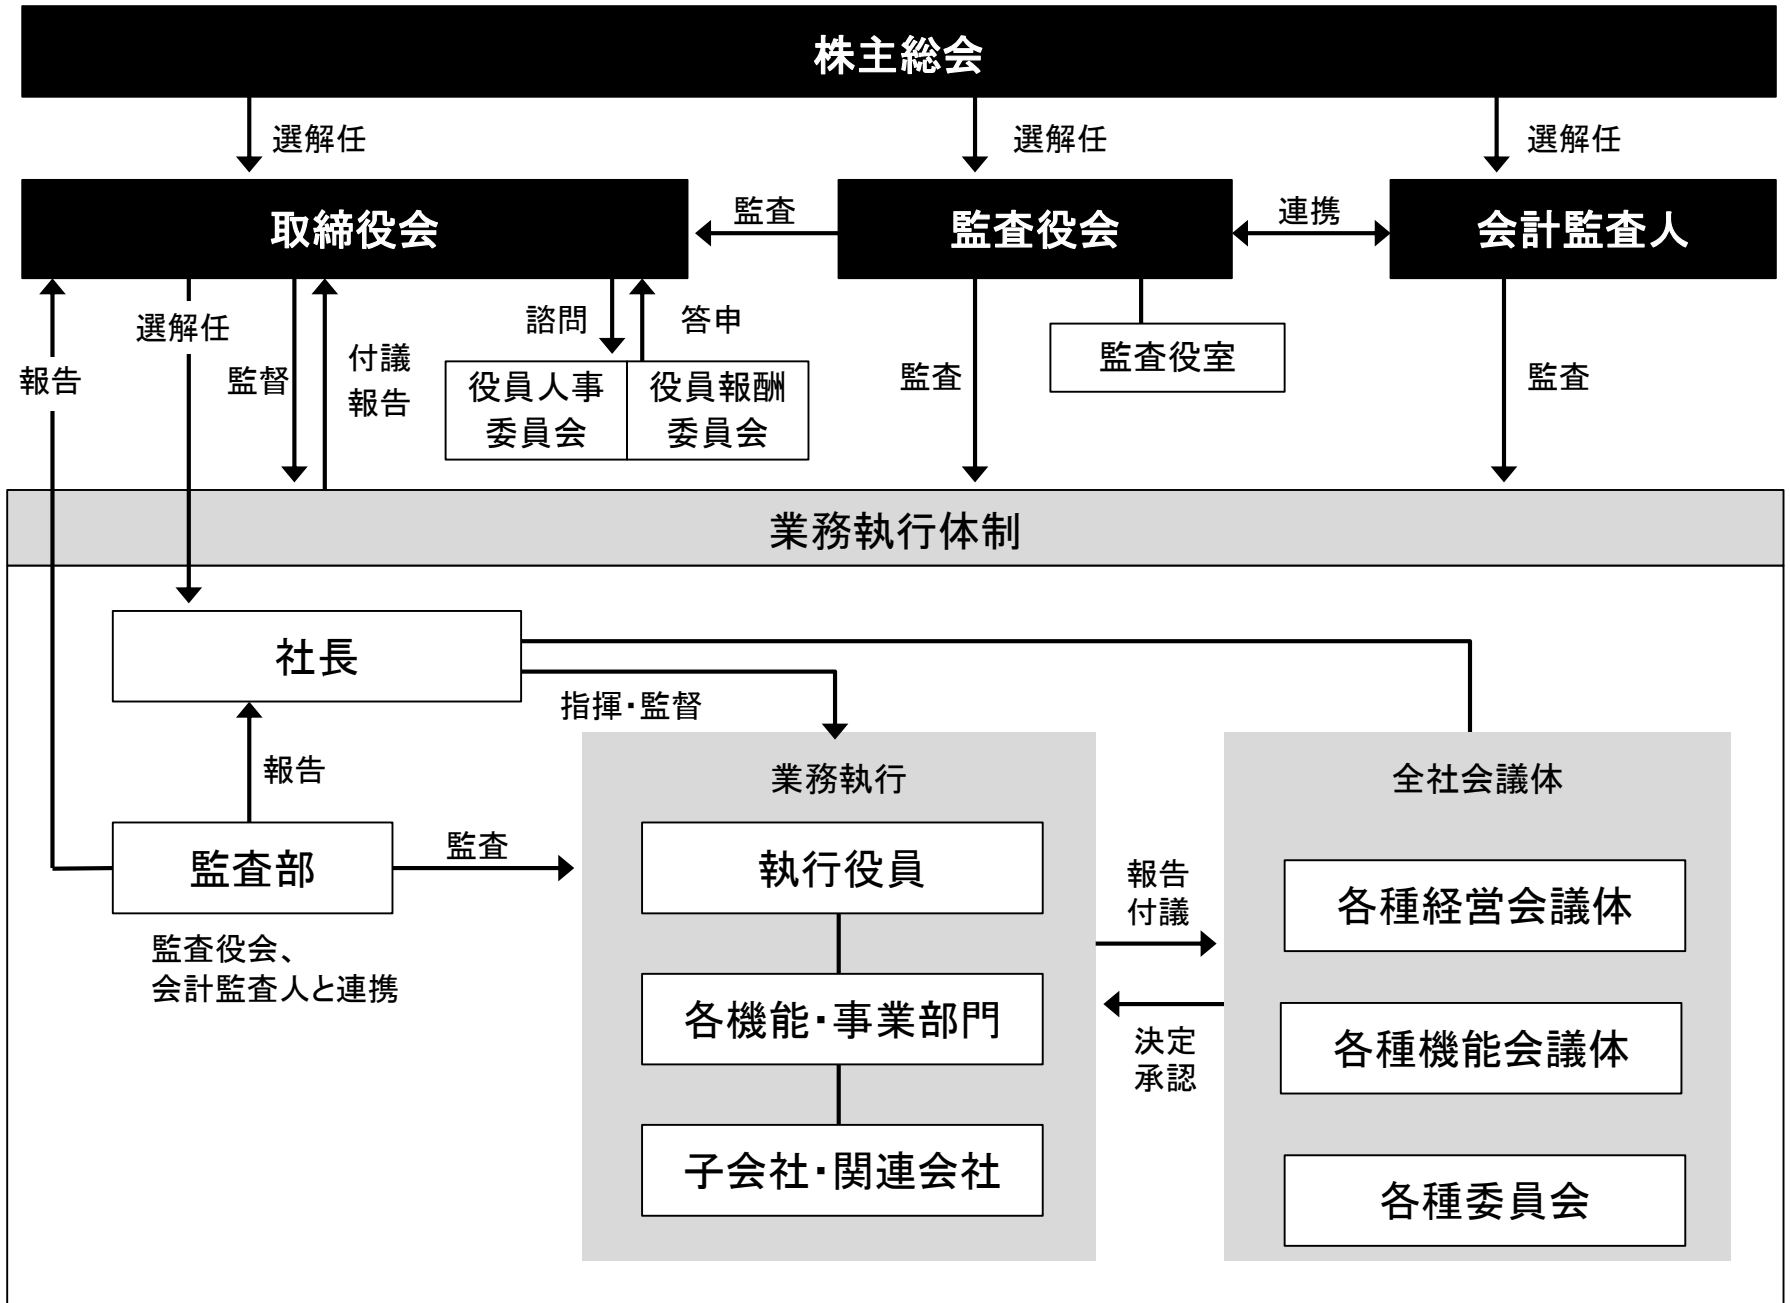 株主総会
選解任
選解任
選解任
取締役会
監査
監査役会
連携
会計監査人
報告
選解任
監督
付議
報告
諮問
答申
役員人事
委員会
役員報酬
委員会
監査
監査役室
監査
業務執行体制
社長
指揮・監督
報告
監査部
監査役会、
会計監査人と連携
監査
業務執行
執行役員
各機能・事業部門
子会社・関連会社
報告
付議
決定
承認
全社会議体
各種経営会議体
各種機能会議体
各種委員会